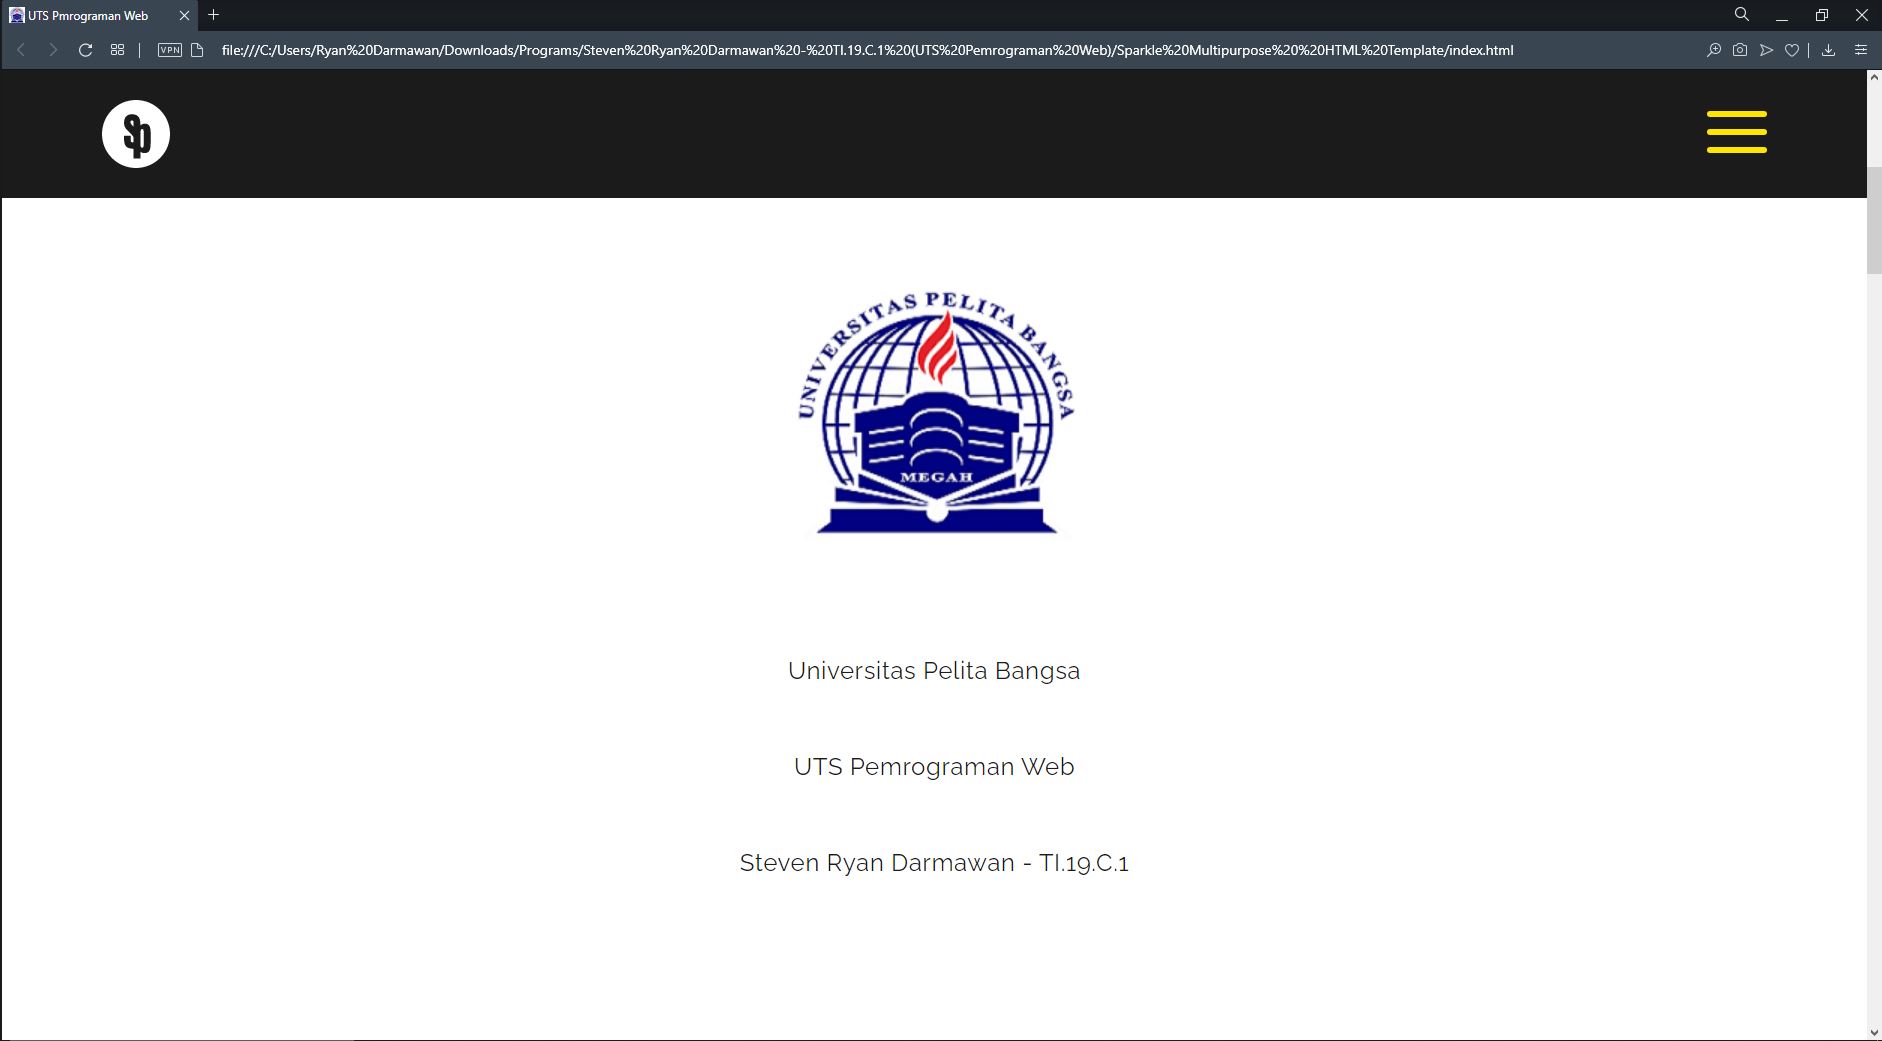 UTS Pmrograman Web
VPN
file:///C:/Users/Ryan%20Darmawan/Downloads/Programs/Steven%20Ryan%20Darmawan%20-%20TI.19.C.1%20(UTS%20Pemrograman%20Web)/Sparkle%20Multipurpose%20%20HTML%20Template/index.html
Sp
UNIVERSITAS PELITA BANGSA
MEGAH
Universitas Pelita Bangsa
UTS Pemrograman Web
Steven Ryan Darmawan - TI.19.C.1